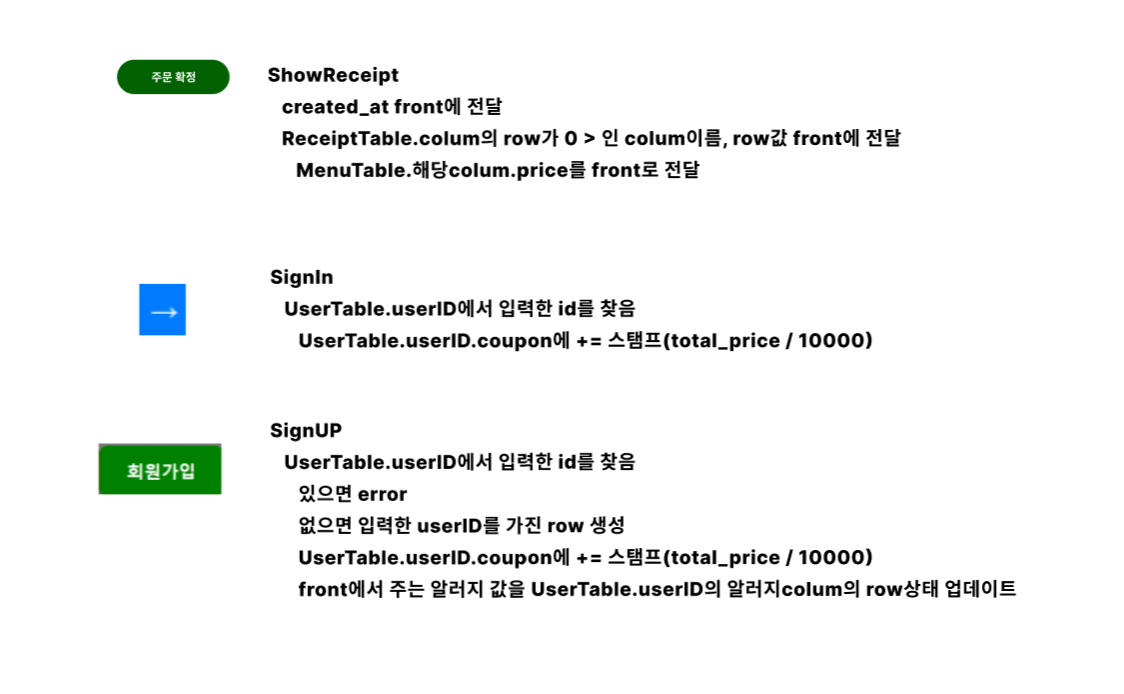 주문 확정
ShowReceipt
created_at front에 전달
ReceiptTable.colum의 row가 0 > 인 colum이름, row값 front에 전달
MenuTable.해당colum.price를 front로 전달
→
SignIn
UserTable.userID에서 입력한 id를 찾음
UserTable.userID.coupon에 += 스탬프(total_price / 10000)
회원가입
SignUP
UserTable.userID에서 입력한 id를 찾음
있으면 error
없으면 입력한 userID를 가진 row 생성
UserTable.userID.coupon에 += 스탬프(total_price / 10000)
front에서 주는 알러지 값을 UserTable.userID의 알러지colum의 row상태 업데이트